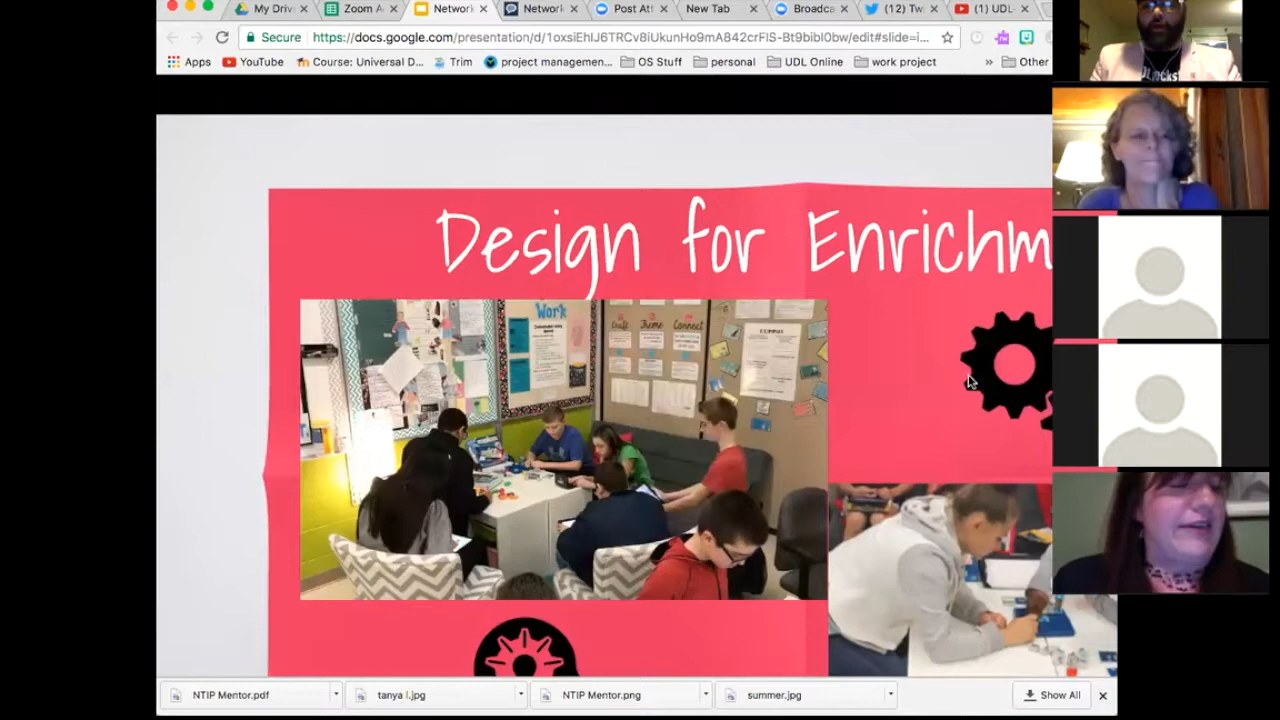 My Drive
Zoom A
Network
Network
Post Att
New Tab
Broadca
(12) Tw
(1) UDL-
Secure
https://docs.google.com/presentation/d/1oxsiEhIJ6TRCv8iUkunHo9mA842crFIS-Bt9bibl0bw/edit#slide=i...
Apps
YouTube
Course: Universal D...
Trim
project managemen...
OS Stuff
personal
UDL Online
work project
»
Other
Design for Enrichm
Work
Craft
Theme
Connect
NTIP Mentor.pdf
tanya l.jpg
NTIP Mentor.png
summer.jpg
Show All